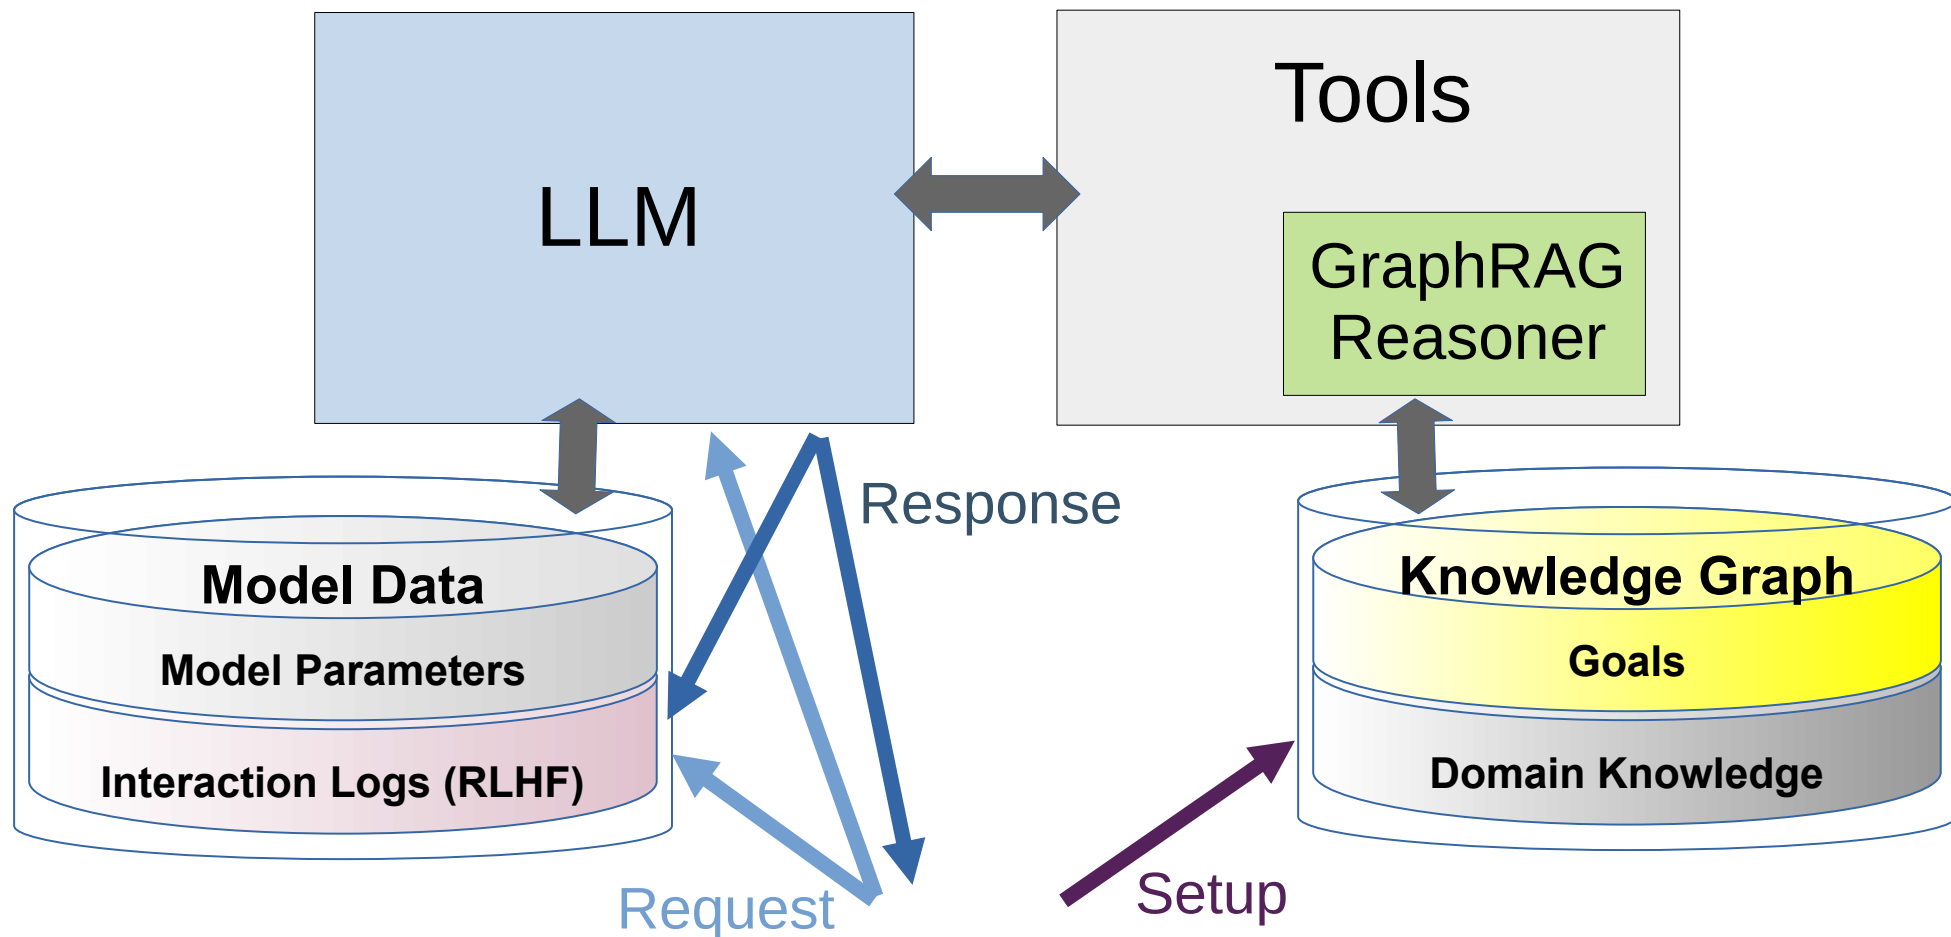 LLM
Tools
GraphRAG
Reasoner
Response
Model Data
Model Parameters
Interaction Logs (RLHF)
Knowledge Graph
Goals
Domain Knowledge
Request
Setup